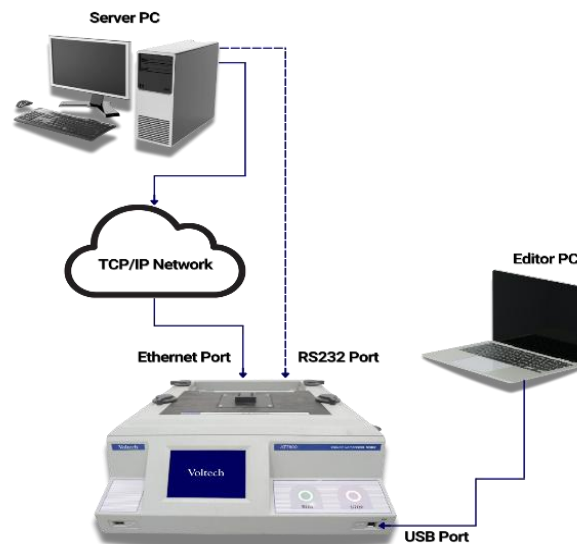 Server PC
TCP/IP Network
Editor PC
Ethernet Port
RS232 Port
Voltech
Voltech
USB Port